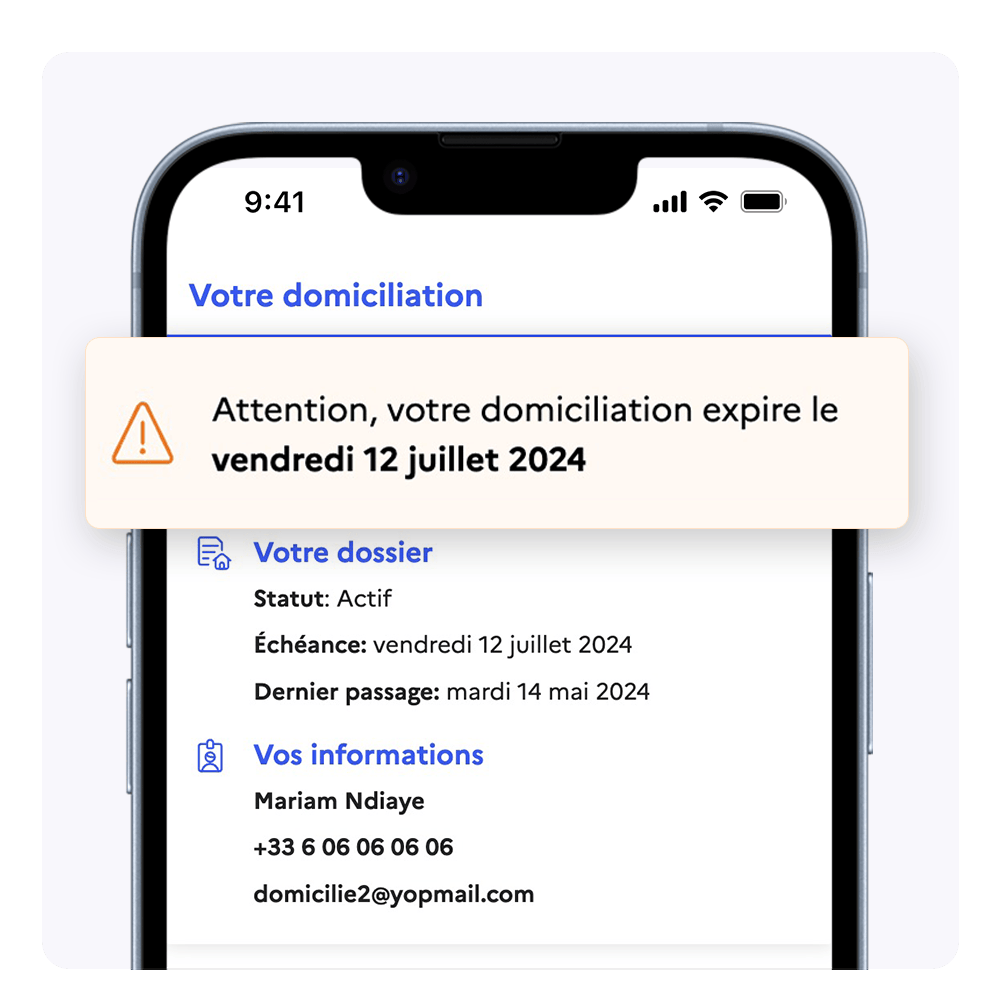 9:41
Votre domiciliation
Attention, votre domiciliation expire le
vendredi 12 juillet 2024
Votre dossier
Statut: Actif
Échéance: vendredi 12 juillet 2024
Dernier passage: mardi 14 mai 2024
Vos informations
Mariam Ndiaye
+33 6 06 06 06 06
domicilie2@yopmail.com